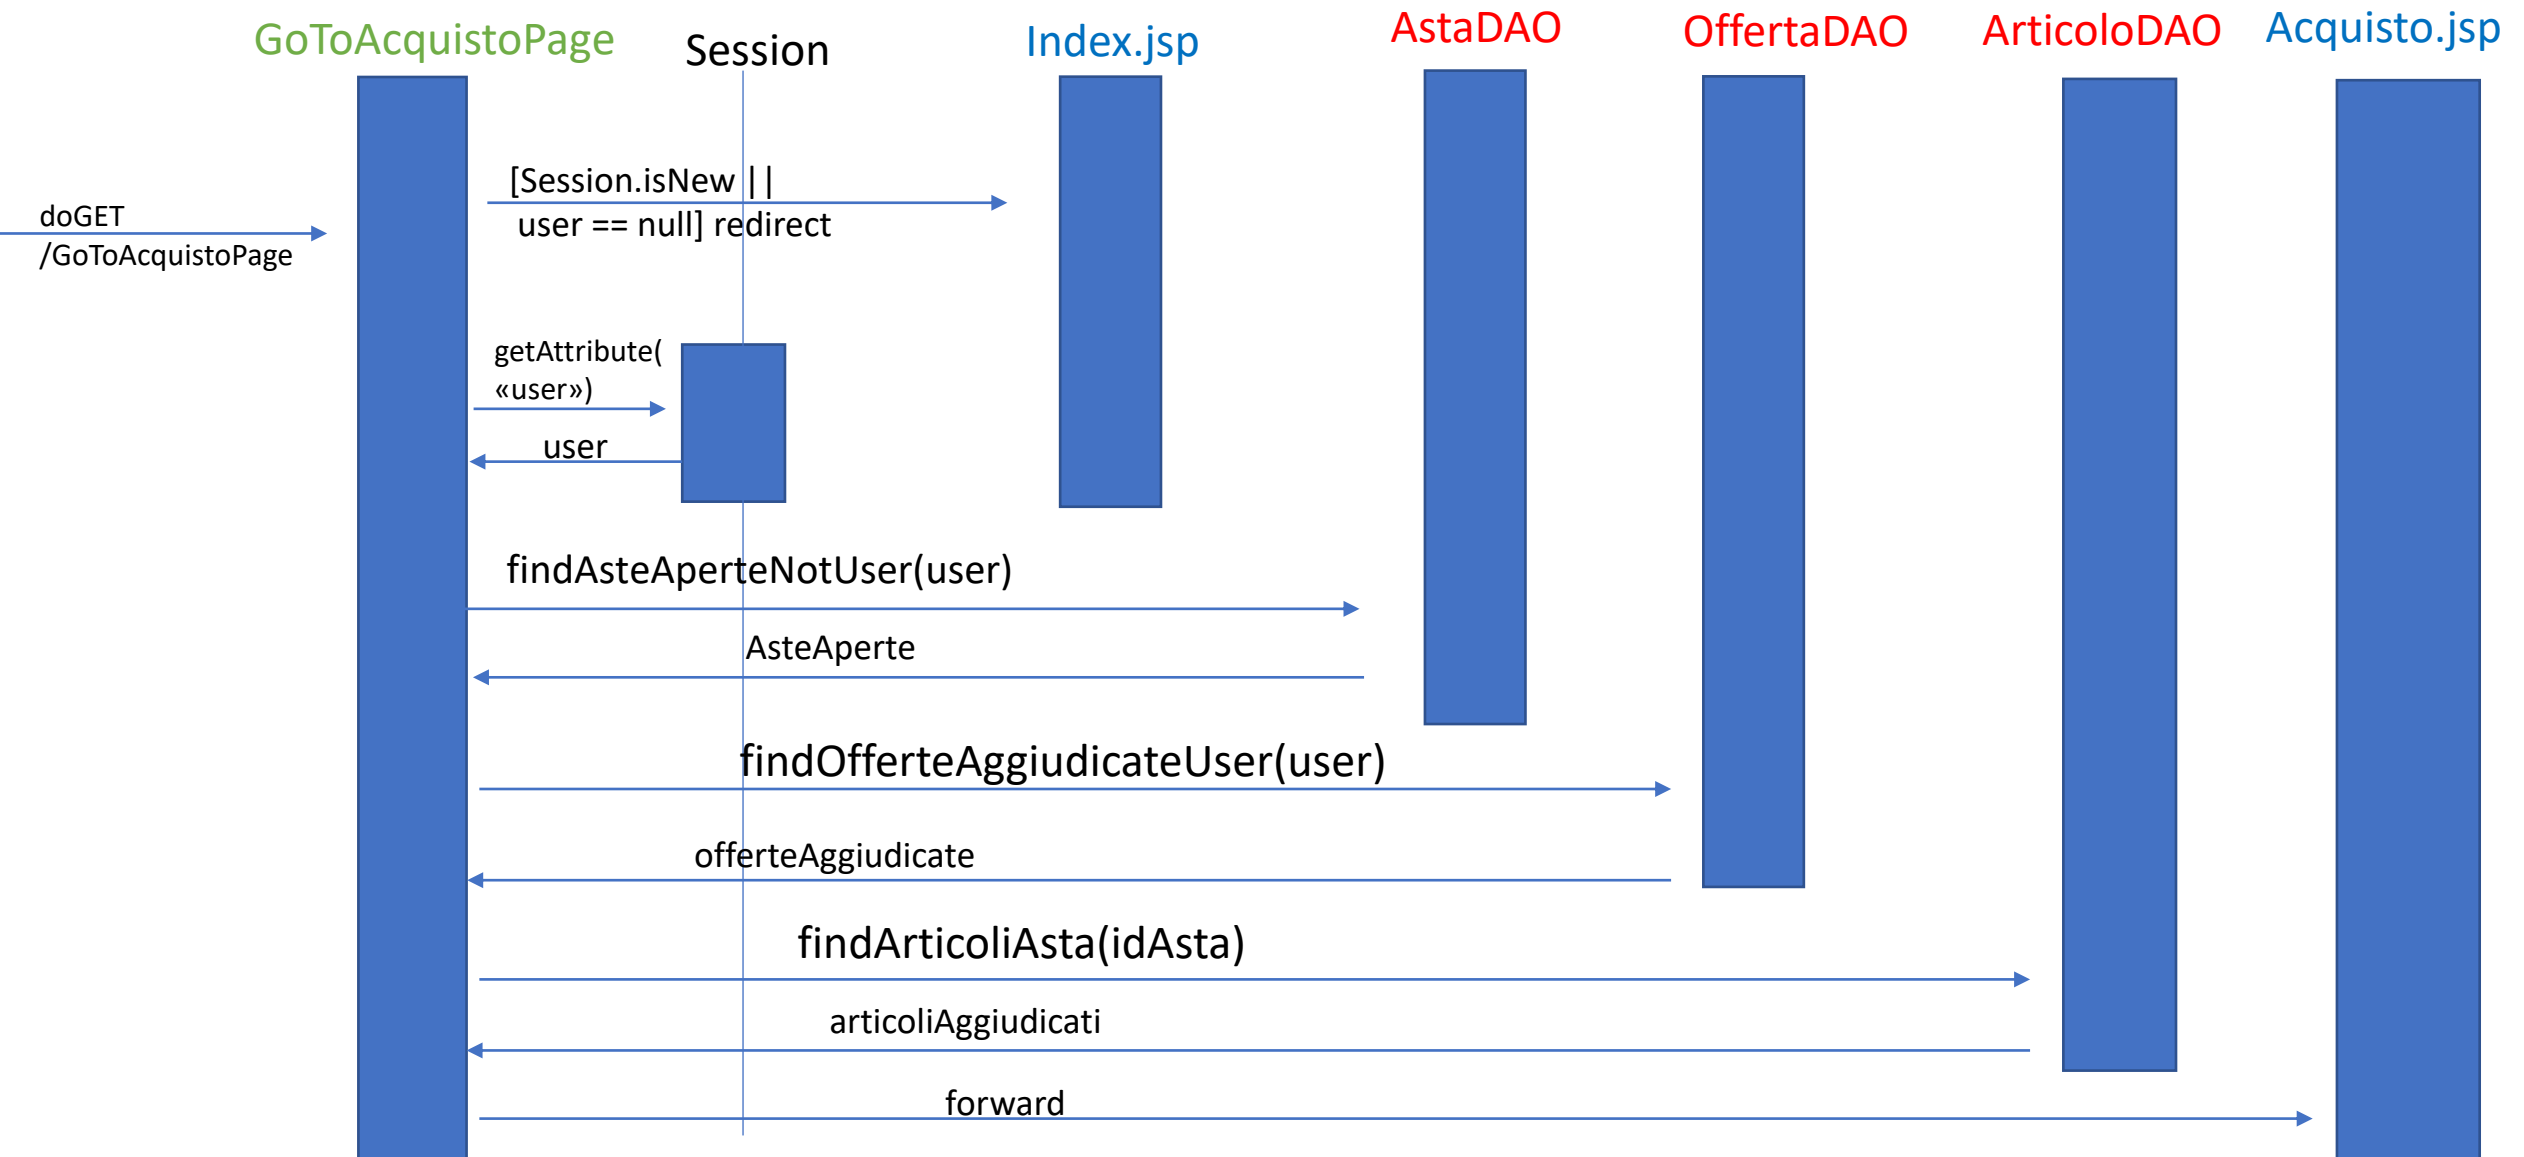 GoToAcquistoPage
Session
Index.jsp
AstaDAO
OffertaDAO
ArticoloDAO
Acquisto.jsp
doGET
/GoToAcquistoPage
[Session.isNew ||
user == null] redirect
getAttribute(
«user»)
user
findAsteAperteNotUser(user)
AsteAperte
findOfferteAggiudicateUser(user)
offerteAggiudicate
findArticoliAsta(idAsta)
articoliAggiudicati
forward